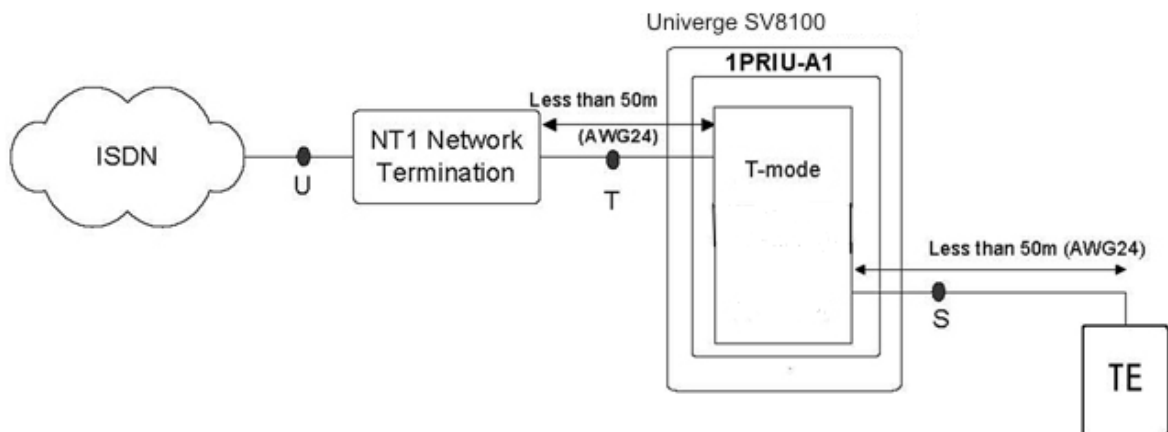 Univerge SV8100
1PRIU-A1
Less than 50m
(AWG24)
ISDN
NT1 Network
Termination
U
T
T-mode
Less than 50m (AWG24)
S
TE